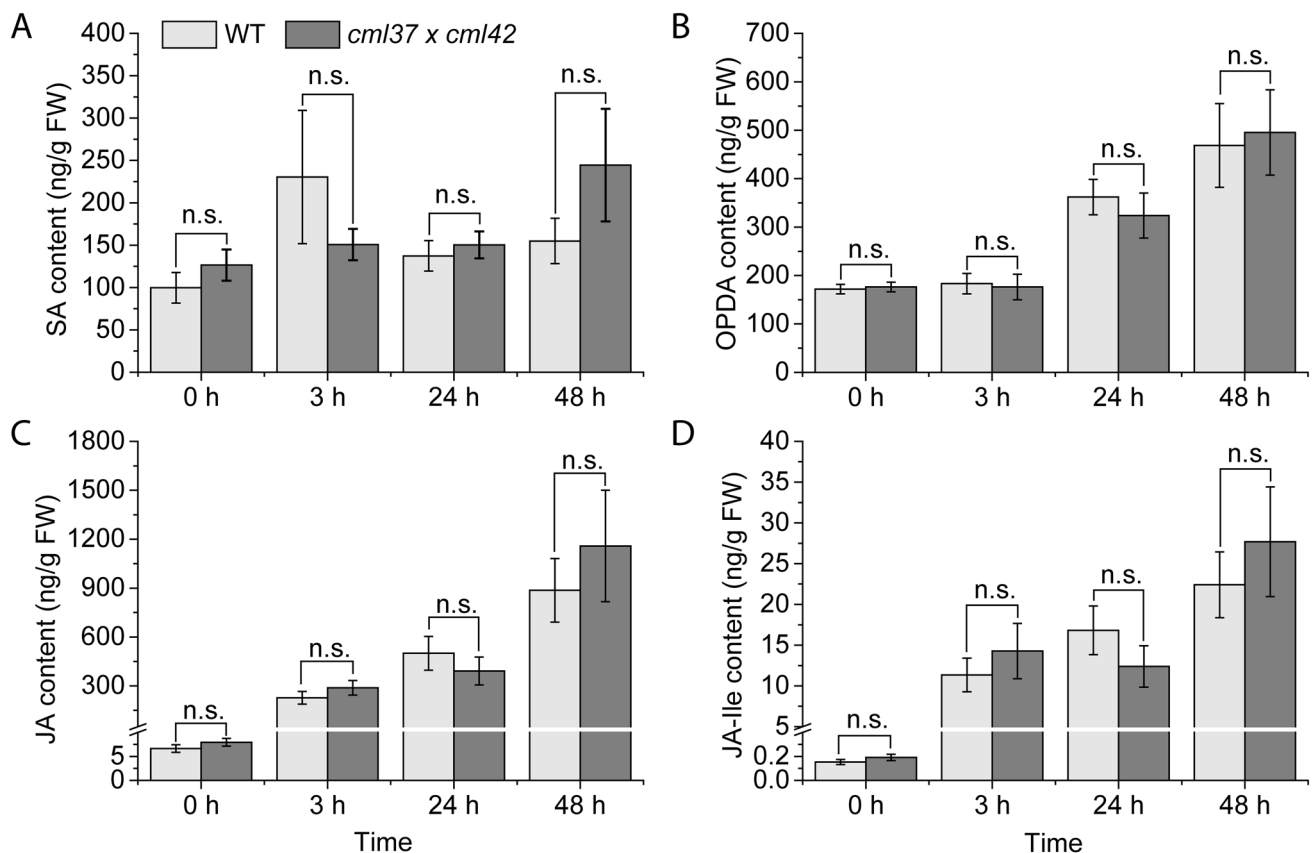 A
WT
cml37 x cml42
SA content (ng/g FW)
400
350
300
250
200
150
100
50
0
n.s.
n.s.
n.s.
n.s.
0 h
3 h
24 h
48 h
B
OPDA content (ng/g FW)
700
600
500
400
300
200
100
0
n.s.
n.s.
n.s.
n.s.
0 h
3 h
24 h
48 h
C
JA content (ng/g FW)
1800
1500
1200
900
600
300
5
0
n.s.
n.s.
n.s.
n.s.
0 h
3 h
24 h
48 h
Time
D
JA-Ile content (ng/g FW)
40
35
30
25
20
15
10
5
0.2
0.0
n.s.
n.s.
n.s.
n.s.
0 h
3 h
24 h
48 h
Time